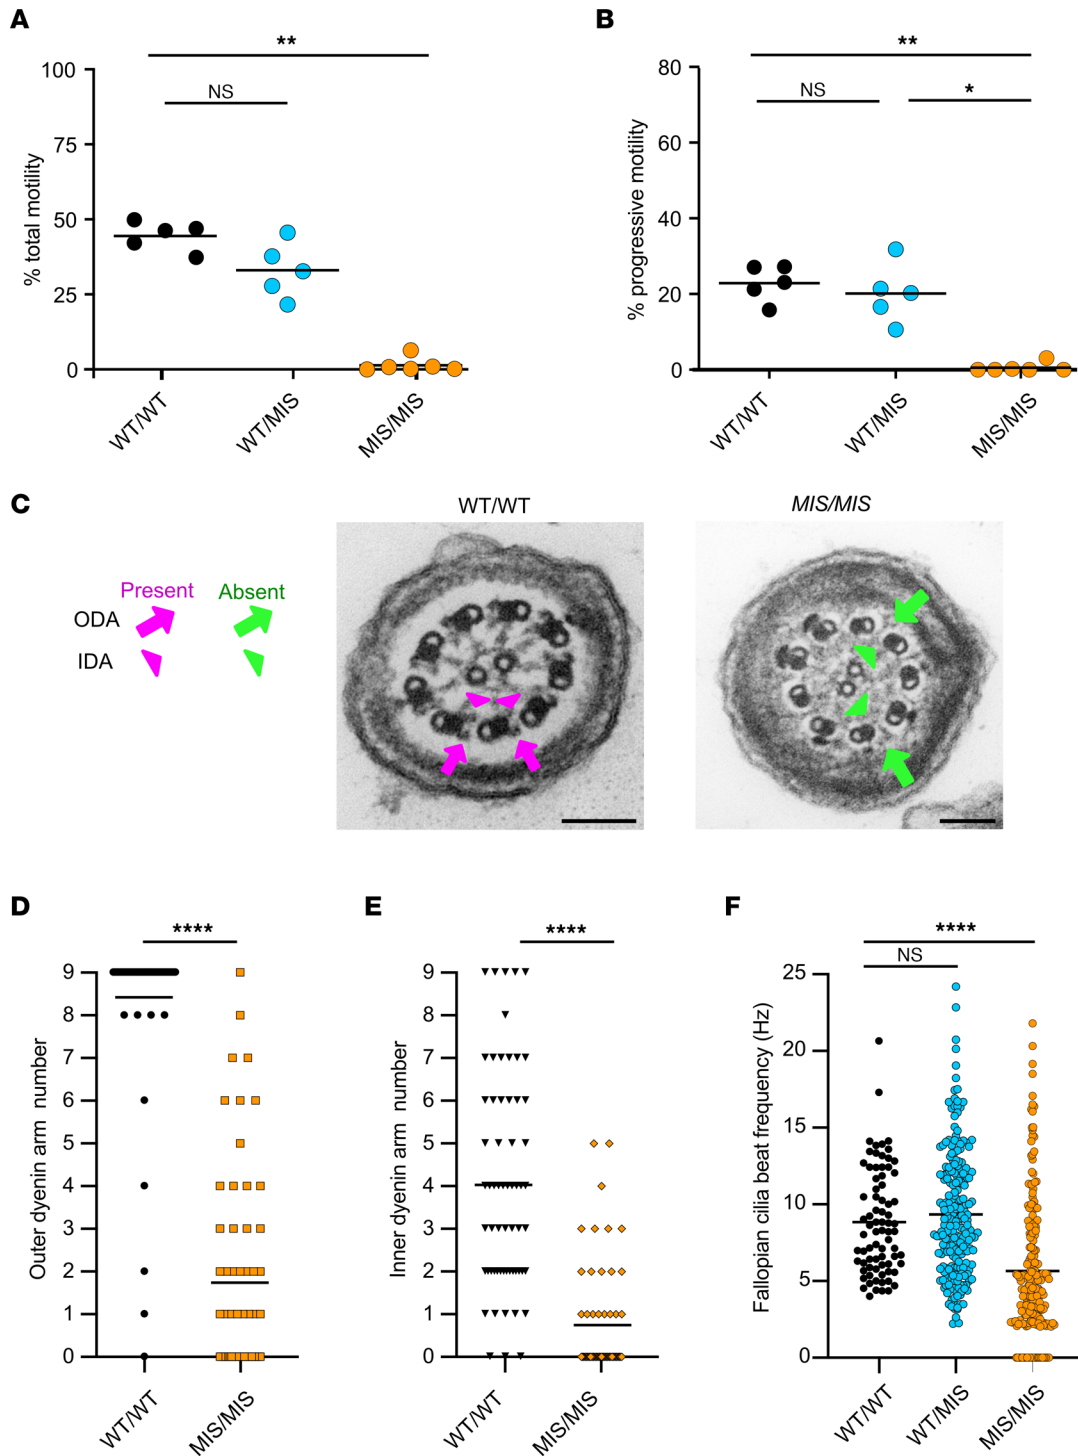 A
**
NS
100
75
50
25
0
% total motility
WT/WT
WT/MIS
MIS/MIS
B
**
NS
*
80
60
40
20
0
% progressive motility
WT/WT
WT/MIS
MIS/MIS
C
WT/WT
MIS/MIS
Present Absent
ODA
IDA
D
****
9
8
7
6
5
4
3
2
1
0
Outer dyenin arm number
WT/WT
MIS/MIS
E
****
9
8
7
6
5
4
3
2
1
0
Inner dyenin arm number
WT/WT
MIS/MIS
F
****
NS
25
20
15
10
5
0
Fallopian cilia beat frequency (Hz)
WT/WT
WT/MIS
MIS/MIS